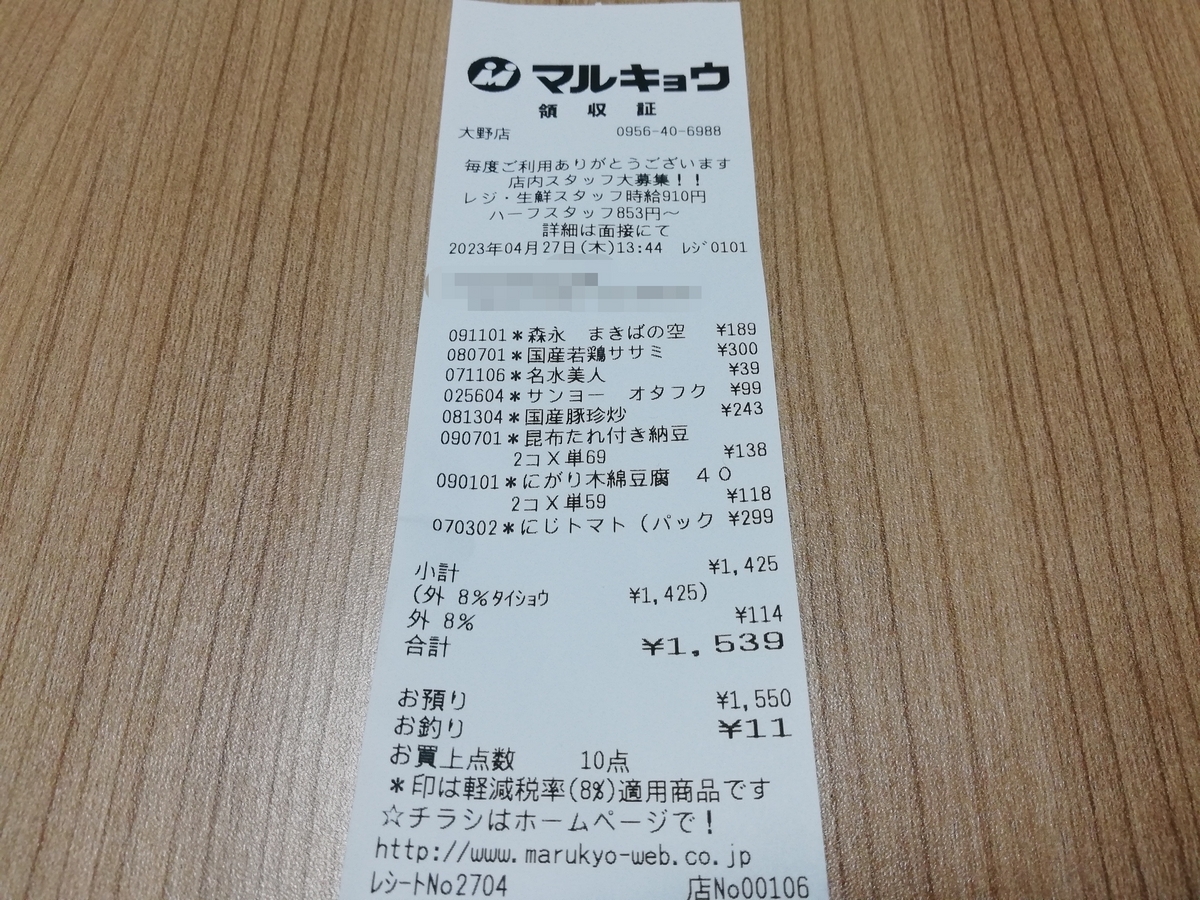 マルキョウ
領収証
大野店 0956-40-6988
毎度ご利用ありがとうございます
店内スタッフ大募集!!
レジ・生鮮スタッフ時給910円
ハーフスタッフ853円～
詳細は面接にて
2023年04月27日(木)13:44 ﾚｼﾞ0101
091101*森永 まきばの空 ¥189
080701*国産若鶏ササミ ¥300
071106*名水美人 ¥39
025604*サンヨー オタフク ¥99
081304*国産豚珍炒 ¥243
090701*昆布たれ付き納豆
2コX単69 ¥138
090101*にがり木綿豆腐 40
2コX単59 ¥118
070302*にじトマト(パック ¥299
小計 ¥1,425
(外 8%ﾀｲｼｮｳ ¥1,425)
外 8% ¥114
合計 ¥1,539
お預り ¥1,550
お釣り ¥11
お買上点数 10点
*印は軽減税率(8%)適用商品です
☆チラシはホームページで!
http://www.marukyo-web.co.jp
ﾚｼｰﾄNo2704 店No00106